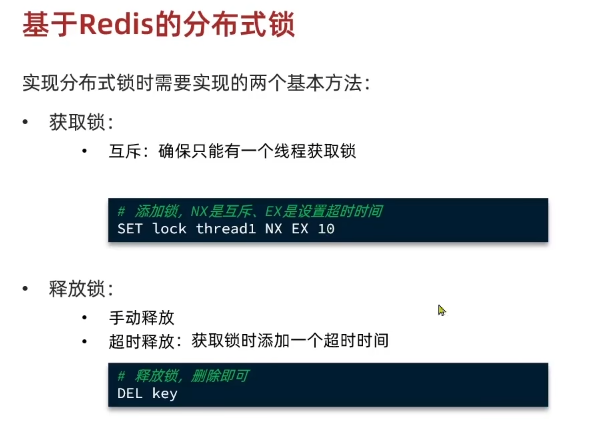 基于Redis的分布式锁
实现分布式锁时需要实现的两个基本方法：
• 获取锁：
• 互斥：确保只能有一个线程获取锁
# 添加锁，NX是互斥、EX是设置超时时间
SET lock thread1 NX EX 10
• 释放锁：
• 手动释放
• 超时释放：获取锁时添加一个超时时间
# 释放锁，删除即可
DEL key